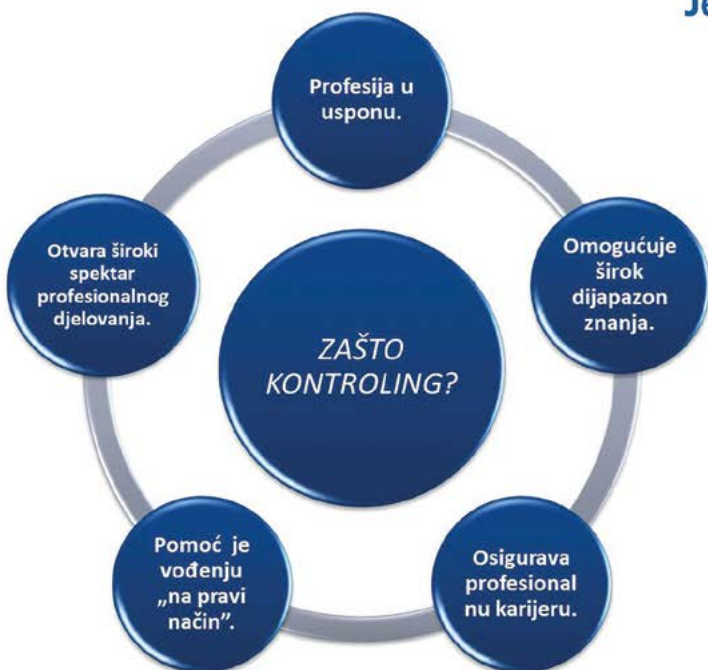 Je
Profesija u
usponu.
Omogućuje
širok
dijapazon
znanja.
Osigurava
profesional
nu karijeru.
Pomoć je
vođenju
„na pravi
način”.
Otvara široki
spektar
profesionalnog
djelovanja.
ZAŠTO
KONTROLING?